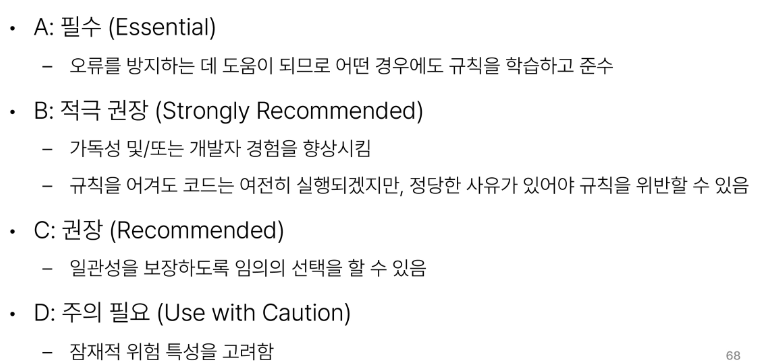 • A: 필수 (Essential)
– 오류를 방지하는 데 도움이 되므로 어떤 경우에도 규칙을 학습하고 준수
• B: 적극 권장 (Strongly Recommended)
– 가독성 및/또는 개발자 경험을 향상시킴
– 규칙을 어겨도 코드는 여전히 실행되겠지만, 정당한 사유가 있어야 규칙을 위반할 수 있음
• C: 권장 (Recommended)
– 일관성을 보장하도록 임의의 선택을 할 수 있음
• D: 주의 필요 (Use with Caution)
– 잠재적 위험 특성을 고려함
68